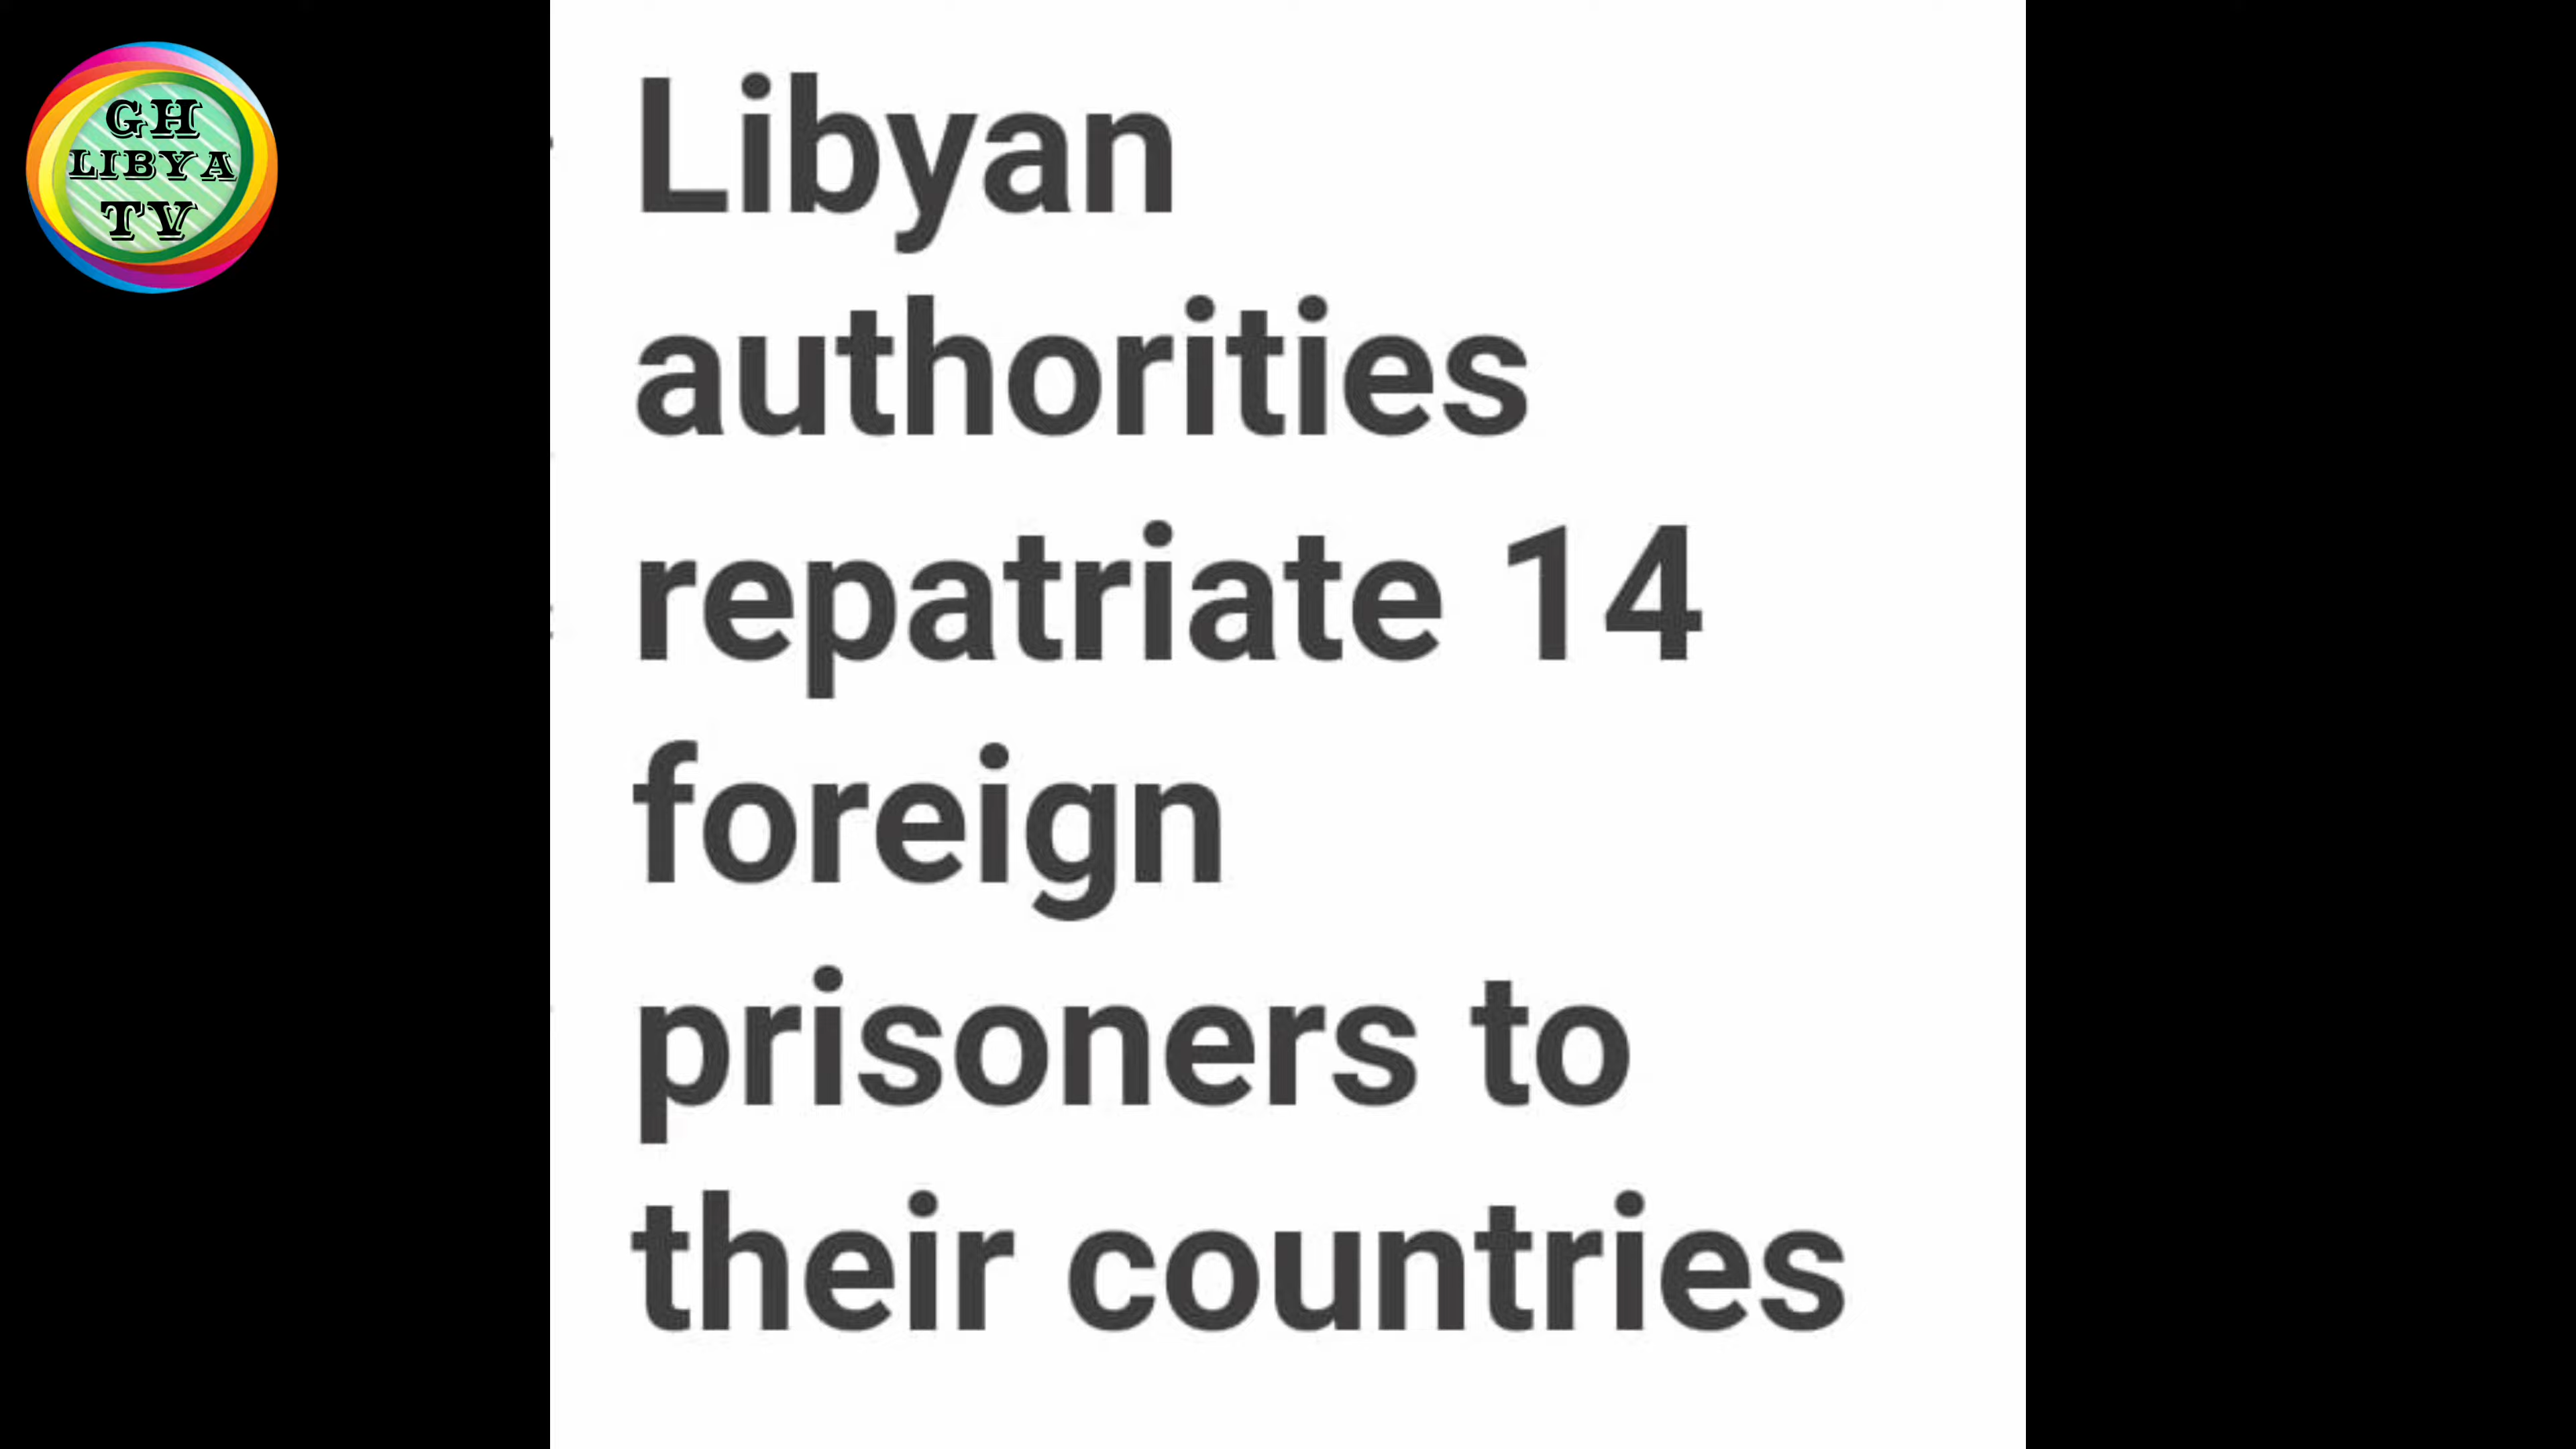 GH
LIBYA
TV
Libyan
authorities
repatriate 14
foreign
prisoners to
their countries